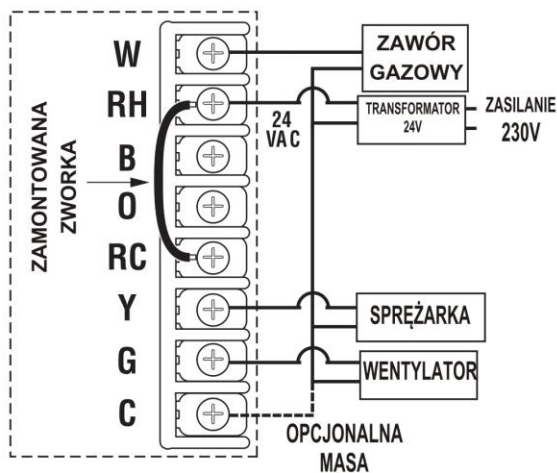 W
RH
B
O
RC
Y
G
C
ZAMONTOWANA
ZWORKA
24
VAC
ZAWÓR
GAZOWY
TRANSFORMATOR
24V
ZASILANIE
230V
SPRĘŻARKA
WENTYLATOR
OPCJONALNA
MASA